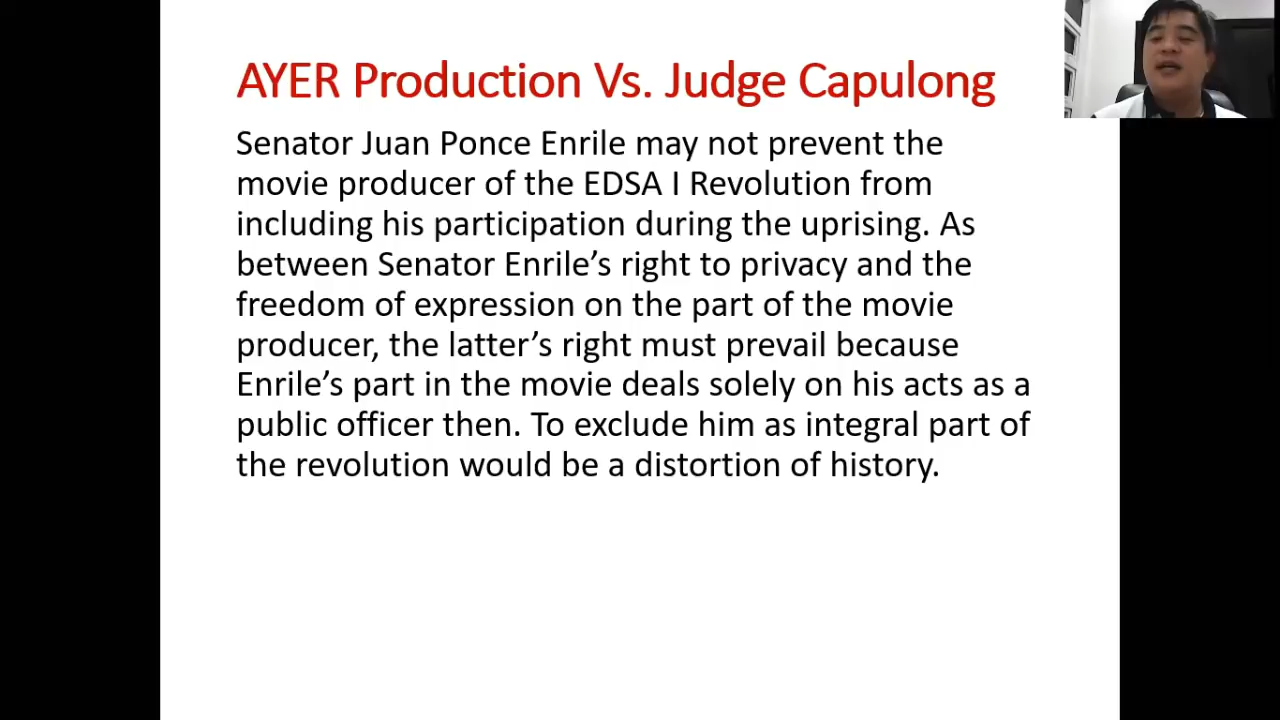 AYER Production Vs. Judge Capulong
Senator Juan Ponce Enrile may not prevent the
movie producer of the EDSA I Revolution from
including his participation during the uprising. As
between Senator Enrile’s right to privacy and the
freedom of expression on the part of the movie
producer, the latter’s right must prevail because
Enrile’s part in the movie deals solely on his acts as a
public officer then. To exclude him as integral part of
the revolution would be a distortion of history.